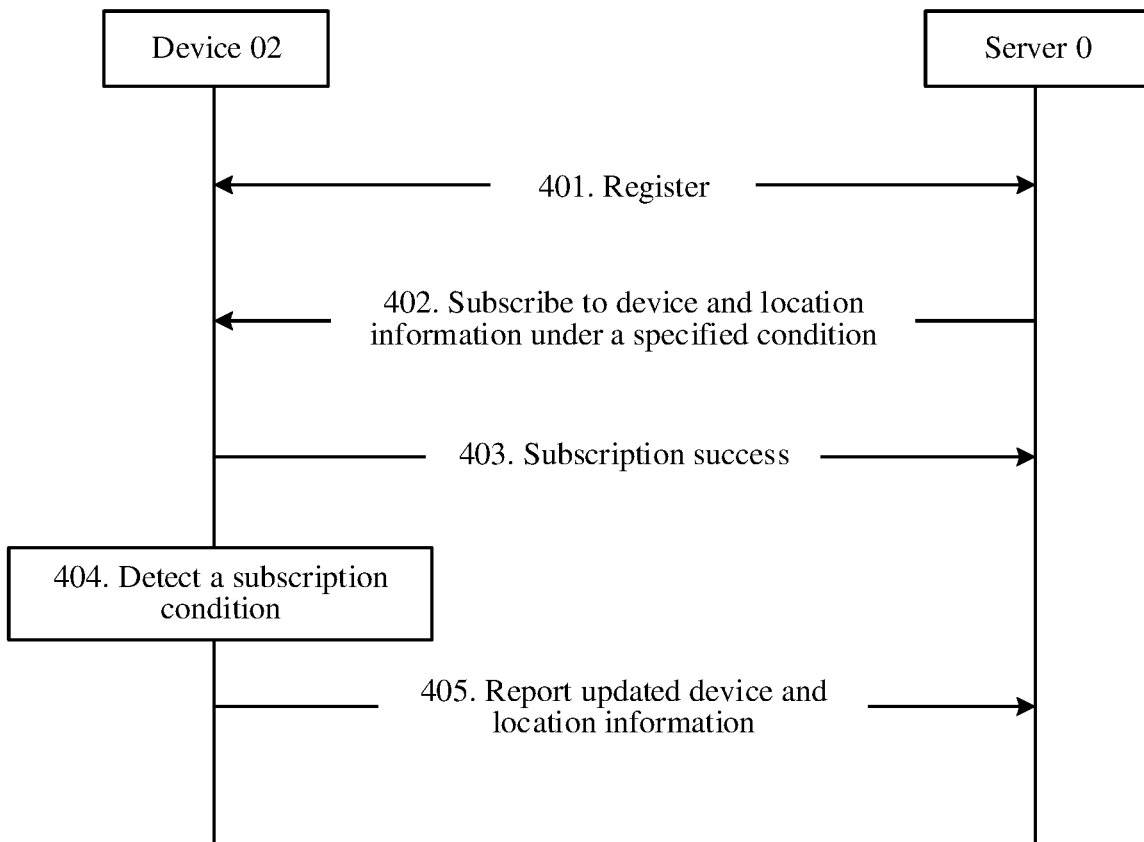 Device 02
Server 0
401. Register
402. Subscribe to device and location
information under a specified condition
403. Subscription success
404. Detect a subscription
condition
405. Report updated device and
location information